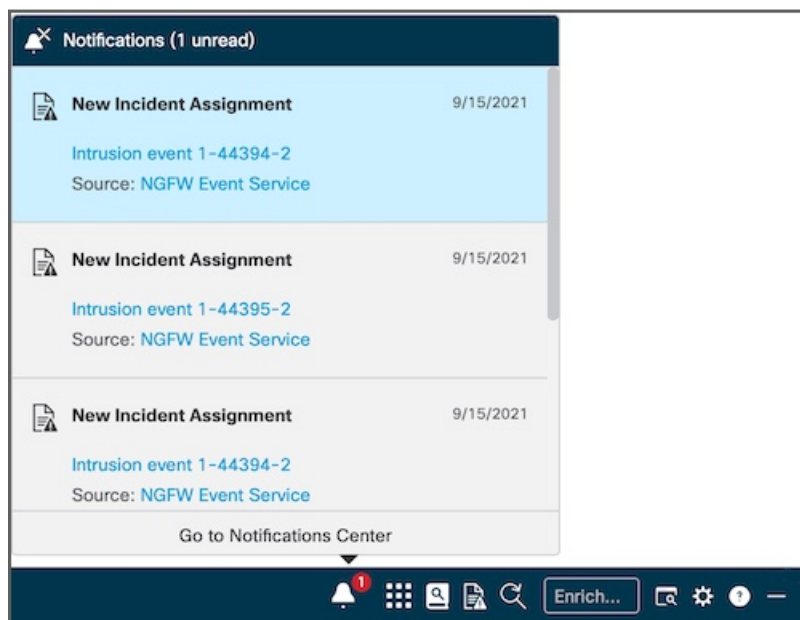 Notifications (1 unread)
New Incident Assignment 9/15/2021
Intrusion event 1-44394-2
Source: NGFW Event Service
New Incident Assignment 9/15/2021
Intrusion event 1-44395-2
Source: NGFW Event Service
New Incident Assignment 9/15/2021
Intrusion event 1-44394-2
Source: NGFW Event Service
Go to Notifications Center
1 Enrich... ?